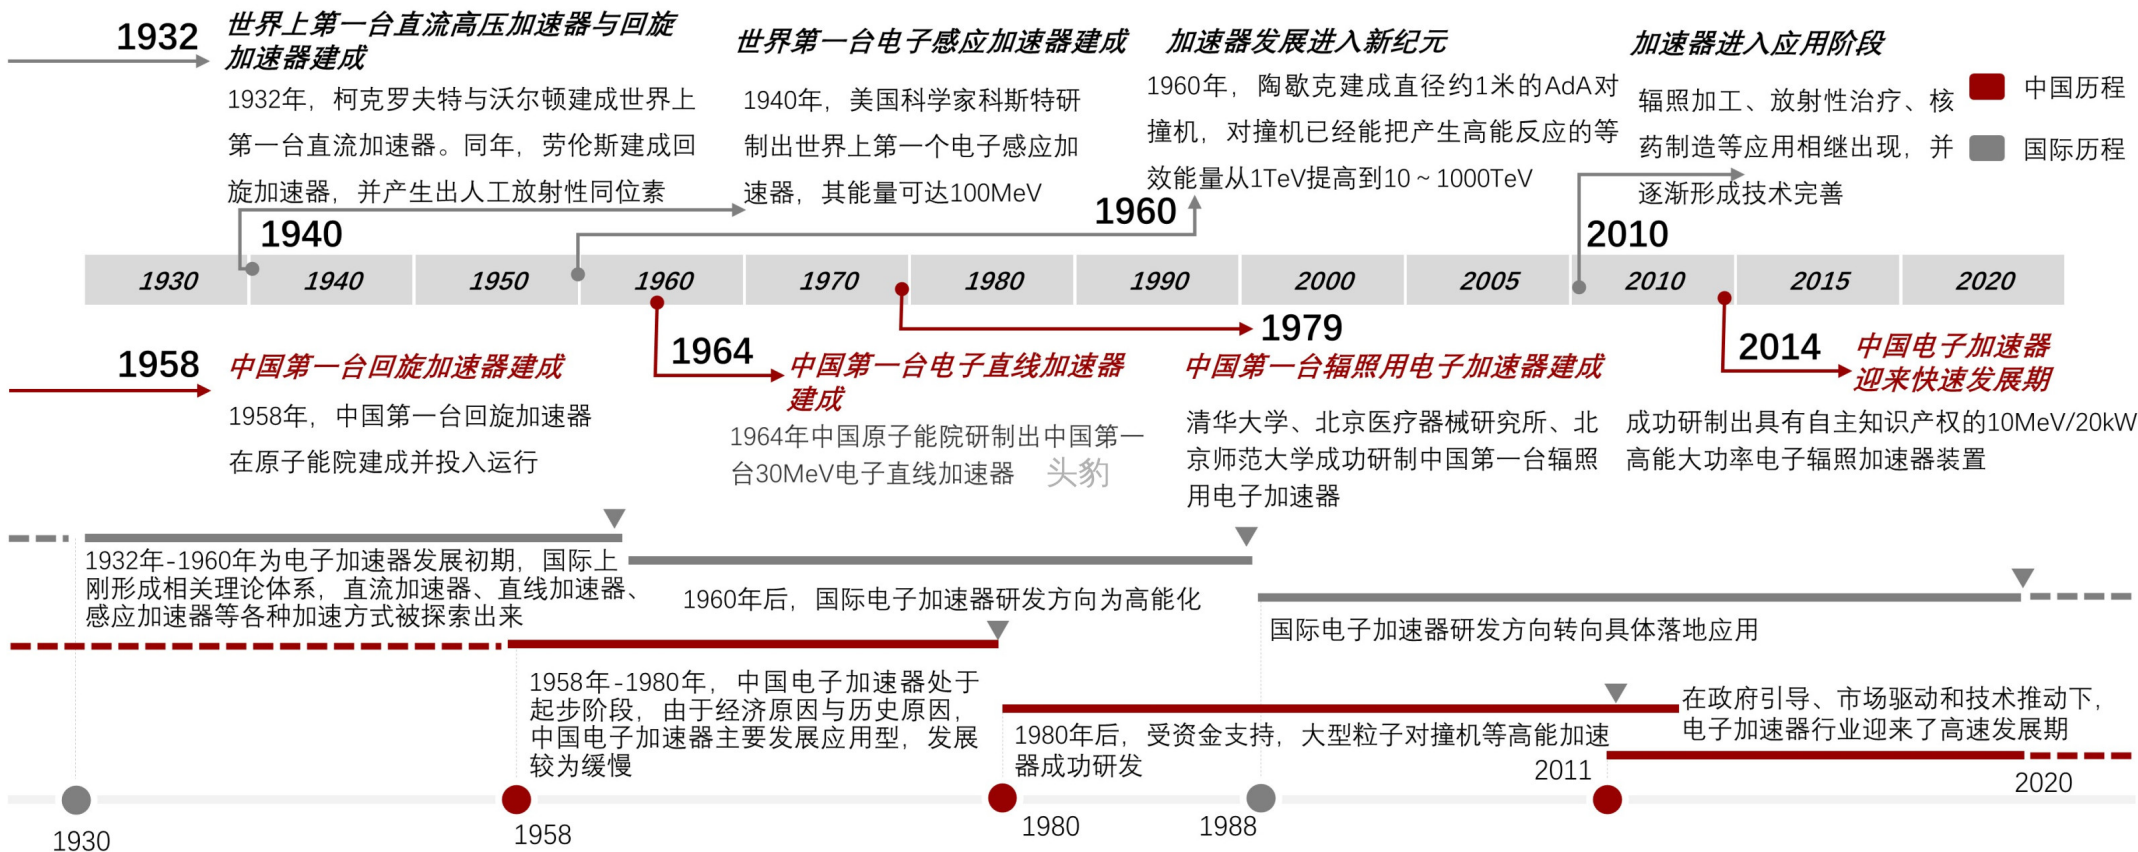 1932
世界上第一台直流高压加速器与回旋
加速器建成
1932年，柯克罗夫特与沃尔顿建成世界上
第一台直流加速器。同年，劳伦斯建成回
旋加速器，并产生出人工放射性同位素
世界第一台电子感应加速器建成
1940年，美国科学家科斯特研
制出世界上第一个电子感应加
速器，其能量可达100MeV
加速器发展进入新纪元
1960年，陶歇克建成直径约1米的AdA对
撞机，对撞机已经能把产生高能反应的等
效能量从1TeV提高到10～1000TeV
加速器进入应用阶段
辐照加工、放射性治疗、核
药制造等应用相继出现，并
逐渐形成技术完善
中国历程
国际历程
1940
1960
2010
1930
1940
1950
1960
1970
1980
1990
2000
2005
2010
2015
2020
1958
中国第一台回旋加速器建成
1958年，中国第一台回旋加速器
在原子能院建成并投入运行
1964
中国第一台电子直线加速器
建成
1964年中国原子能院研制出中国第一
台30MeV电子直线加速器
头豹
1979
中国第一台辐照用电子加速器建成
清华大学、北京医疗器械研究所、北
京师范大学成功研制中国第一台辐照
用电子加速器
2014
中国电子加速器
迎来快速发展期
成功研制出具有自主知识产权的10MeV/20kW
高能大功率电子辐照加速器装置
1932年-1960年为电子加速器发展初期，国际上
刚形成相关理论体系，直流加速器、直线加速器、
感应加速器等各种加速方式被探索出来
1960年后，国际电子加速器研发方向为高能化
国际电子加速器研发方向转向具体落地应用
1958年-1980年，中国电子加速器处于
起步阶段，由于经济原因与历史原因，
中国电子加速器主要发展应用型，发展
较为缓慢
1980年后，受资金支持，大型粒子对撞机等高能加速
器成功研发
在政府引导、市场驱动和技术推动下，
电子加速器行业迎来了高速发展期
2011
2020
1930
1958
1980
1988